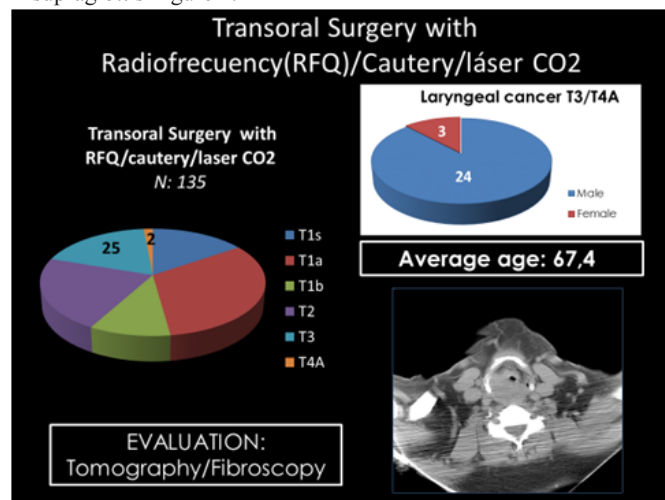 Transoral Surgery with
Radiofrecuency(RFQ)/Cautery/láser CO2
Transoral Surgery with
RFQ/cautery/laser CO2
N: 135
25
2
T1s
T1a
T1b
T2
T3
T4A
Laryngeal cancer T3/T4A
3
24
Male
Female
Average age: 67,4
EVALUATION:
Tomography/Fibroscopy